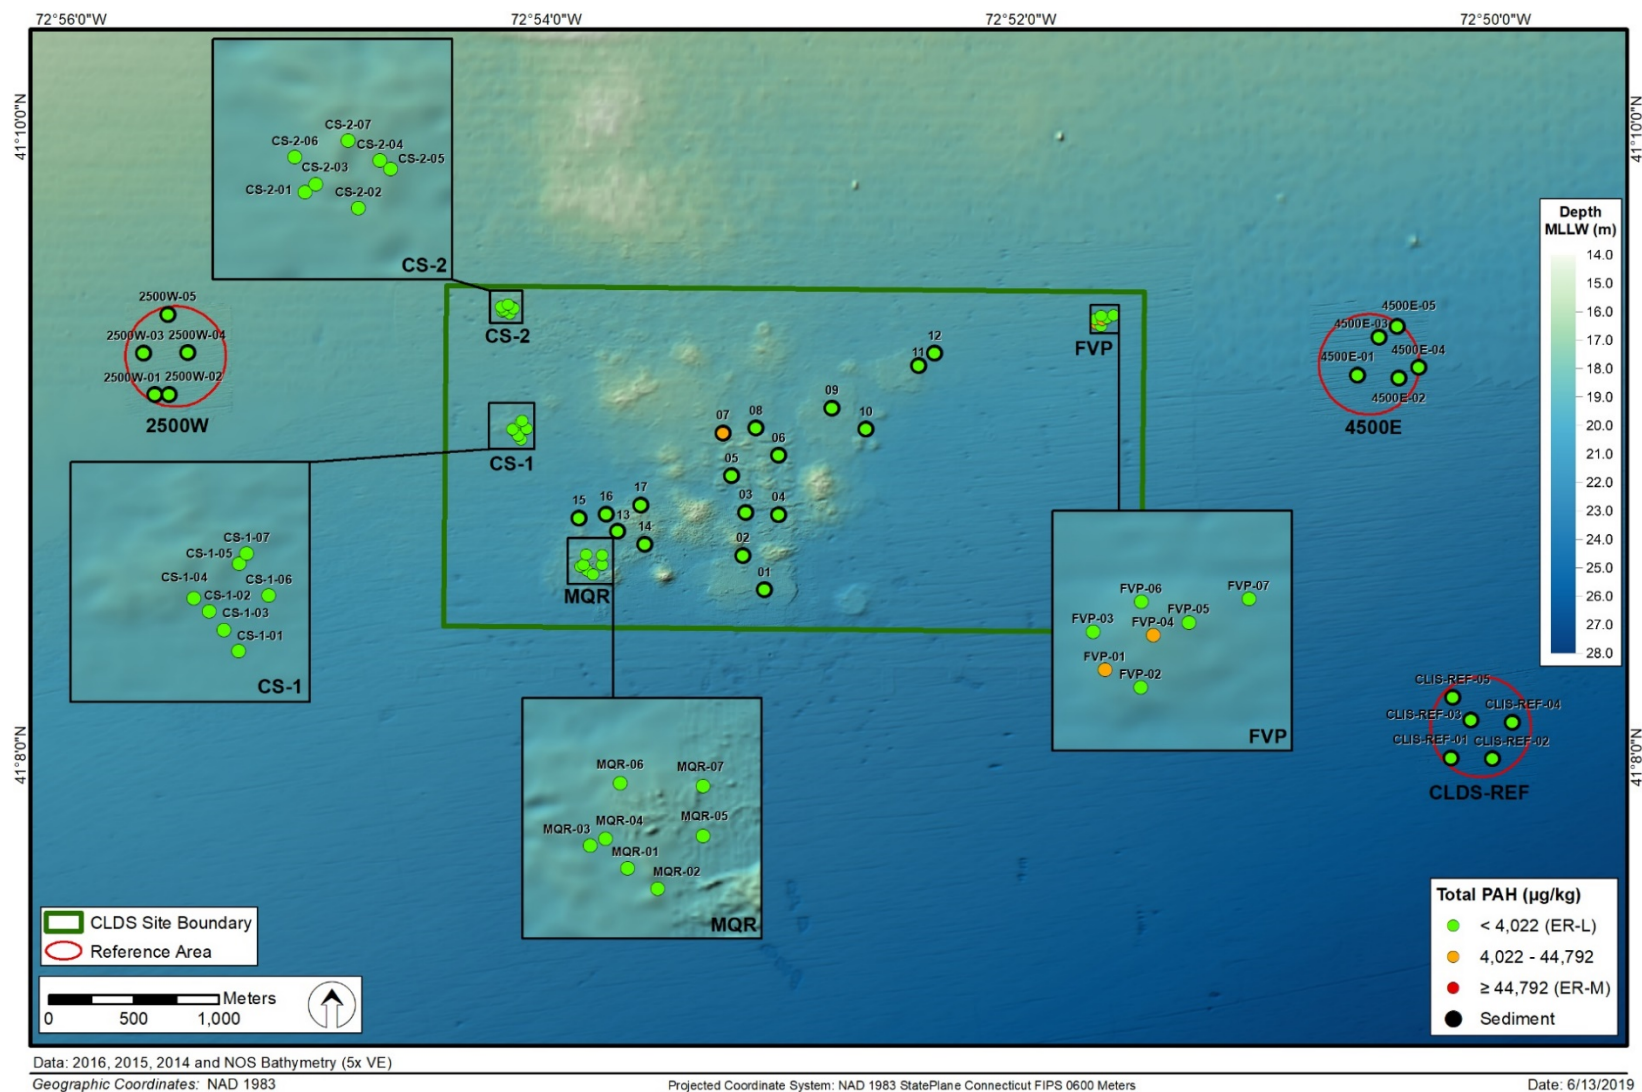 72°56'0"W
72°54'0"W
72°52'0"W
72°50'0"W
41°10'0"N
41°10'0"N
CS-2-07
CS-2-06
CS-2-04
CS-2-05
CS-2-03
CS-2-01
CS-2-02
CS-2
Depth
MLLW (m)
14.0
15.0
16.0
17.0
18.0
19.0
20.0
21.0
22.0
23.0
24.0
25.0
26.0
27.0
28.0
2500W-05
2500W-03
2500W-04
2500W-01
2500W-02
2500W
CS-2
FVP
4500E-05
4500E-03
4500E-04
4500E-01
4500E-02
4500E
12
11
09
10
08
07
06
05
CS-1
17
16
15
13
14
03
04
02
01
MQR
CS-1-07
CS-1-05
CS-1-04
CS-1-06
CS-1-02
CS-1-03
CS-1-01
CS-1
FVP-07
FVP-06
FVP-05
FVP-03
FVP-04
FVP-01
FVP-02
FVP
CLIS-REF-05
CLIS-REF-04
CLIS-REF-03
CLIS-REF-01
CLIS-REF-02
CLDS-REF
41°8'0"N
41°8'0"N
MQR-06
MQR-07
MQR-05
MQR-04
MQR-03
MQR-01
MQR-02
MQR
CLDS Site Boundary
Reference Area
Meters
0
500
1,000
Total PAH (µg/kg)
< 4,022 (ER-L)
4,022 - 44,792
≥ 44,792 (ER-M)
Sediment
Data: 2016, 2015, 2014 and NOS Bathymetry (5x VE)
Geographic Coordinates: NAD 1983
Projected Coordinate System: NAD 1983 StatePlane Connecticut FIPS 0600 Meters
Date: 6/13/2019